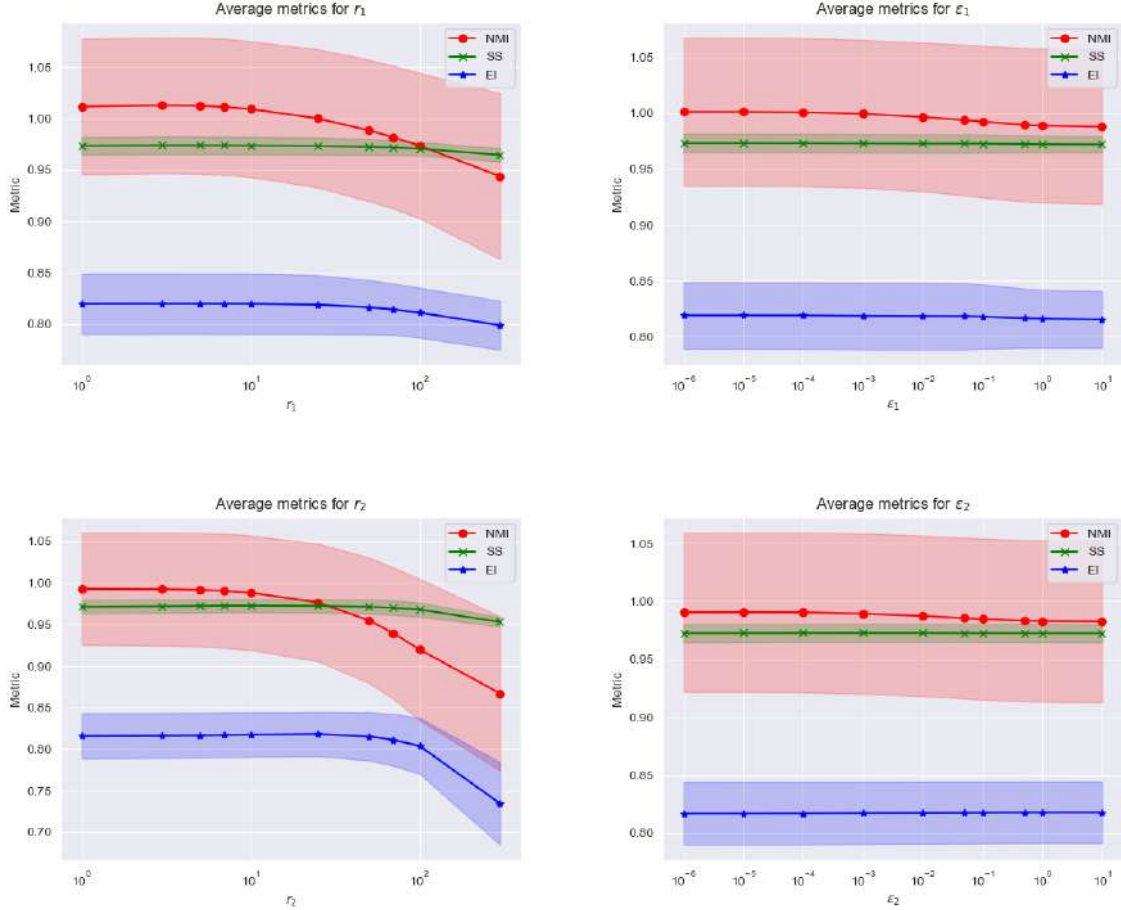 Average metrics for r₁
1.05
1.00
0.95
0.90
0.85
0.80
Metric
NMI
SS
EI
10⁰
10¹
10²
r₁
Average metrics for ε₁
1.05
1.00
0.95
0.90
0.85
0.80
Metric
NMI
SS
EI
10⁻⁶
10⁻⁵
10⁻⁴
10⁻³
10⁻²
10⁻¹
10⁰
10¹
ε₁
Average metrics for r₂
1.05
1.00
0.95
0.90
0.85
0.80
0.75
0.70
Metric
NMI
SS
EI
10⁰
10¹
10²
r₂
Average metrics for ε₂
1.05
1.00
0.95
0.90
0.85
0.80
Metric
NMI
SS
EI
10⁻⁶
10⁻⁵
10⁻⁴
10⁻³
10⁻²
10⁻¹
10⁰
10¹
ε₂